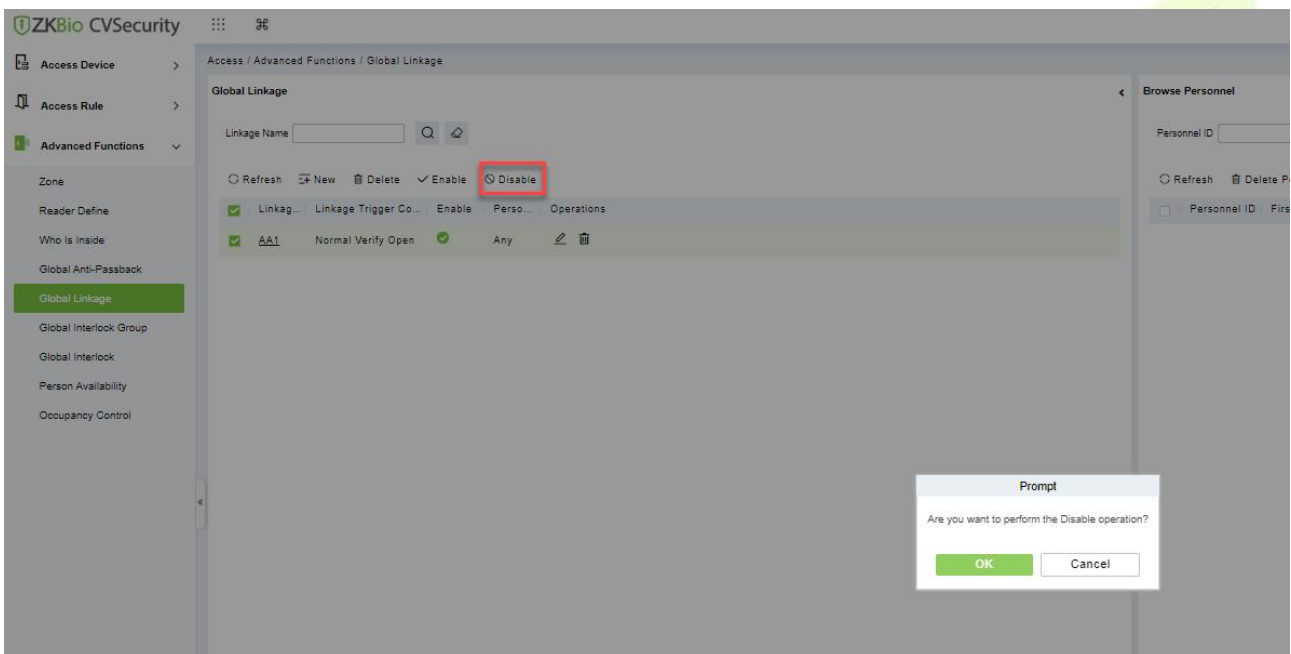 ZKBio CVSecurity
Access / Advanced Functions / Global Linkage
Access Device
Access Rule
Advanced Functions
Zone
Reader Define
Who Is Inside
Global Anti-Passback
Global Linkage
Global Interlock Group
Global Interlock
Person Availability
Occupancy Control
Global Linkage
Linkage Name
Refresh New Delete Enable Disable
Linkag... Linkage Trigger Co... Enable Perso... Operations
AA1 Normal Verify Open Any
Browse Personnel
Personnel ID
Refresh Delete Pe
Personnel ID Firs
Prompt
Are you want to perform the Disable operation?
OK Cancel